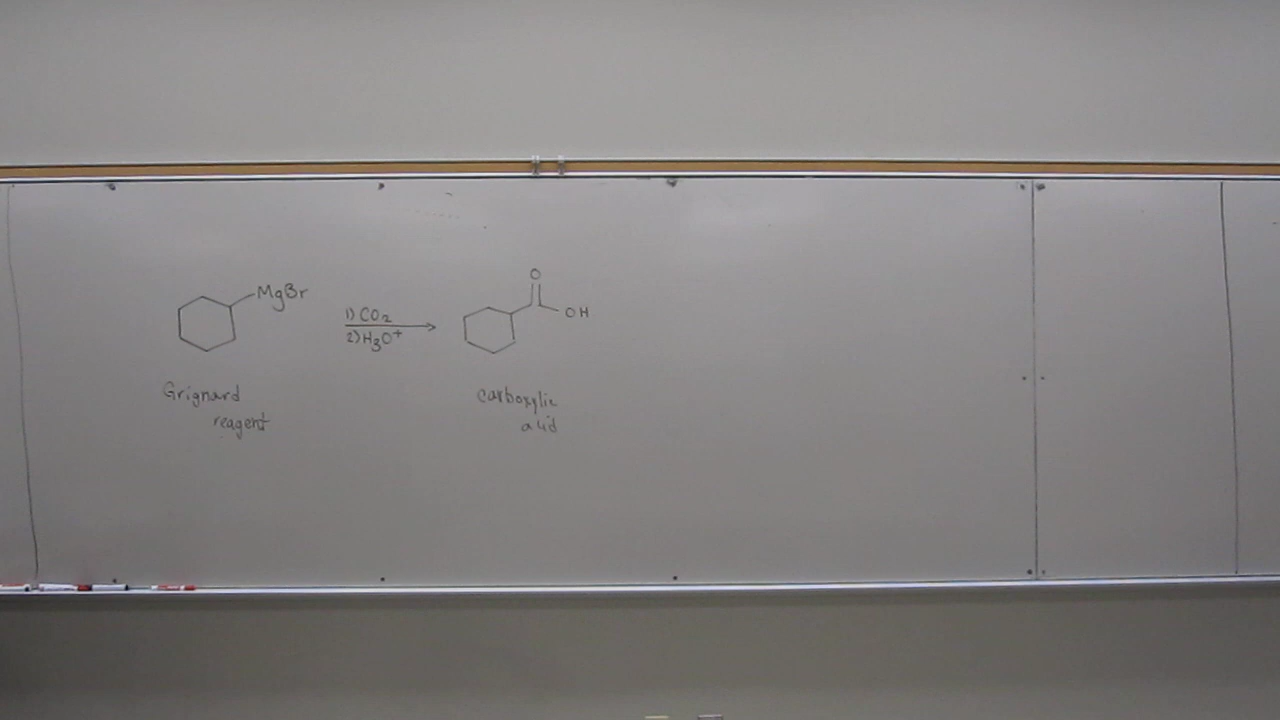 MgBr
1) CO₂
2) H₃O⁺
O
OH
Grignard
reagent
carboxylic
acid